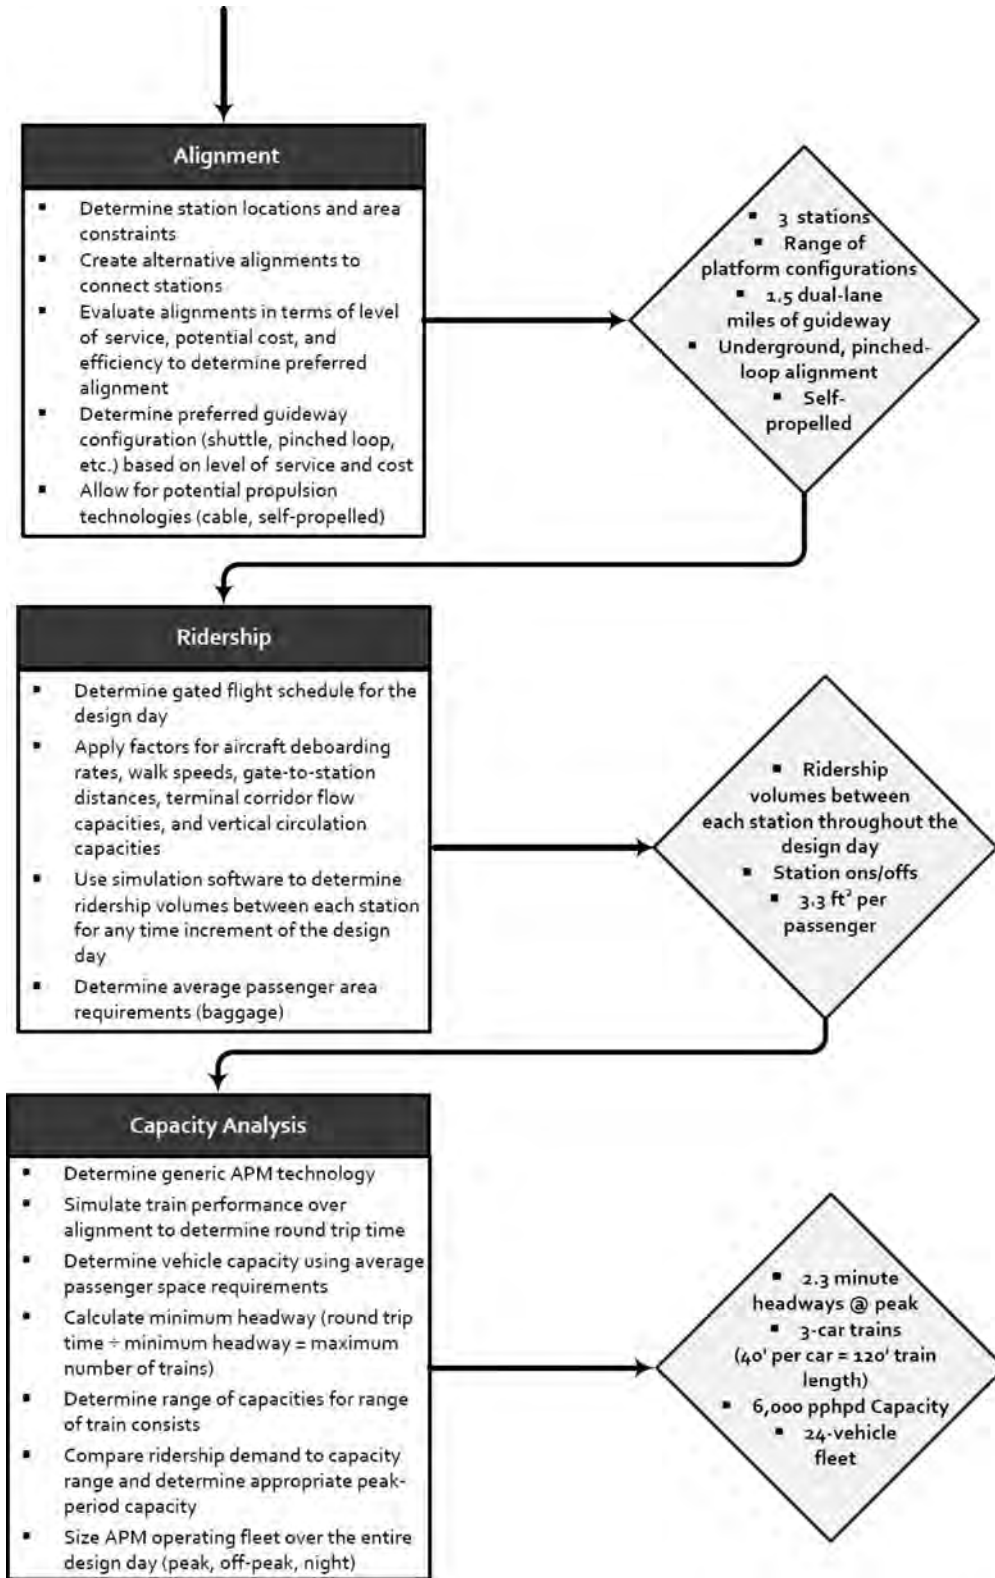 Alignment
▪ Determine station locations and area
constraints
▪ Create alternative alignments to
connect stations
▪ Evaluate alignments in terms of level
of service, potential cost, and
efficiency to determine preferred
alignment
▪ Determine preferred guideway
configuration (shuttle, pinched loop,
etc.) based on level of service and cost
▪ Allow for potential propulsion
technologies (cable, self-propelled)
▪ 3 stations
▪ Range of
platform configurations
▪ 1.5 dual-lane
miles of guideway
▪ Underground, pinched-
loop alignment
▪ Self-
propelled
Ridership
▪ Determine gated flight schedule for the
design day
▪ Apply factors for aircraft deboarding
rates, walk speeds, gate-to-station
distances, terminal corridor flow
capacities, and vertical circulation
capacities
▪ Use simulation software to determine
ridership volumes between each station
for any time increment of the design
day
▪ Determine average passenger area
requirements (baggage)
▪ Ridership
volumes between
each station throughout the
design day
▪ Station ons/offs
▪ 3.3 ft² per
passenger
Capacity Analysis
▪ Determine generic APM technology
▪ Simulate train performance over
alignment to determine round trip time
▪ Determine vehicle capacity using average
passenger space requirements
▪ Calculate minimum headway (round trip
time ÷ minimum headway = maximum
number of trains)
▪ Determine range of capacities for range
of train consists
▪ Compare ridership demand to capacity
range and determine appropriate peak-
period capacity
▪ Size APM operating fleet over the entire
design day (peak, off-peak, night)
▪ 2.3 minute
headways @ peak
▪ 3-car trains
(40' per car = 120' train
length)
▪ 6,000 pphpd Capacity
▪ 24-vehicle
fleet